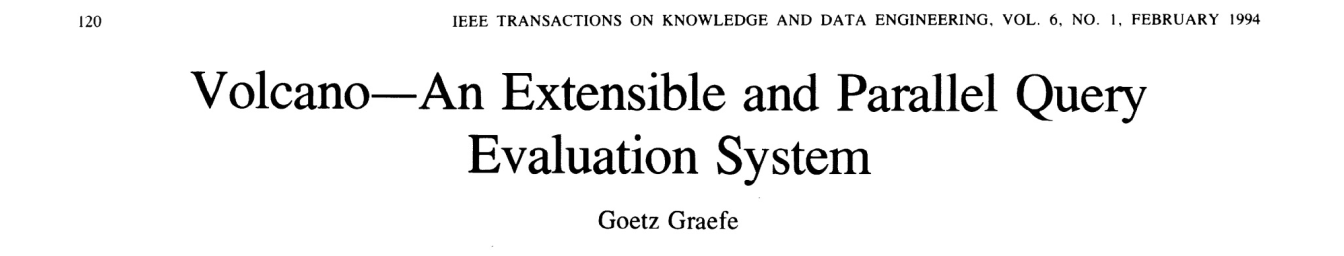 120
IEEE TRANSACTIONS ON KNOWLEDGE AND DATA ENGINEERING, VOL. 6, NO. 1, FEBRUARY 1994
Volcano—An Extensible and Parallel Query
Evaluation System
Goetz Graefe